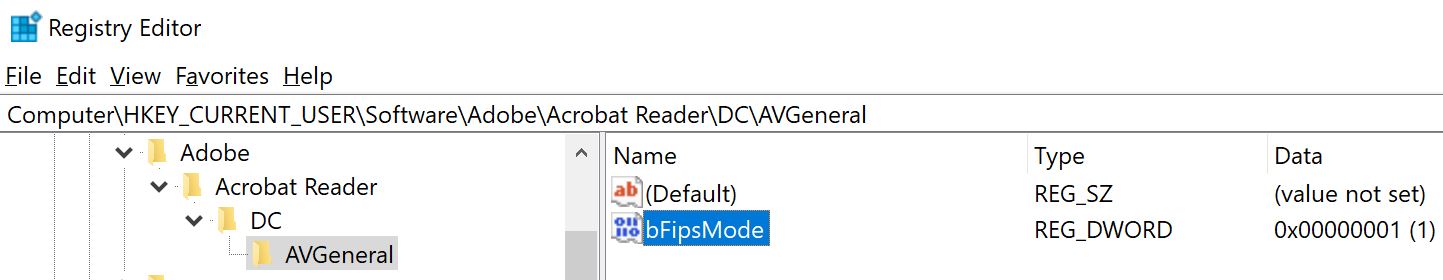 Registry Editor
File Edit View Favorites Help
Computer\HKEY_CURRENT_USER\Software\Adobe\Acrobat Reader\DC\AVGeneral
Adobe
Acrobat Reader
DC
AVGeneral
Name Type Data
ab (Default) REG_SZ (value not set)
bFipsMode REG_DWORD 0x00000001 (1)